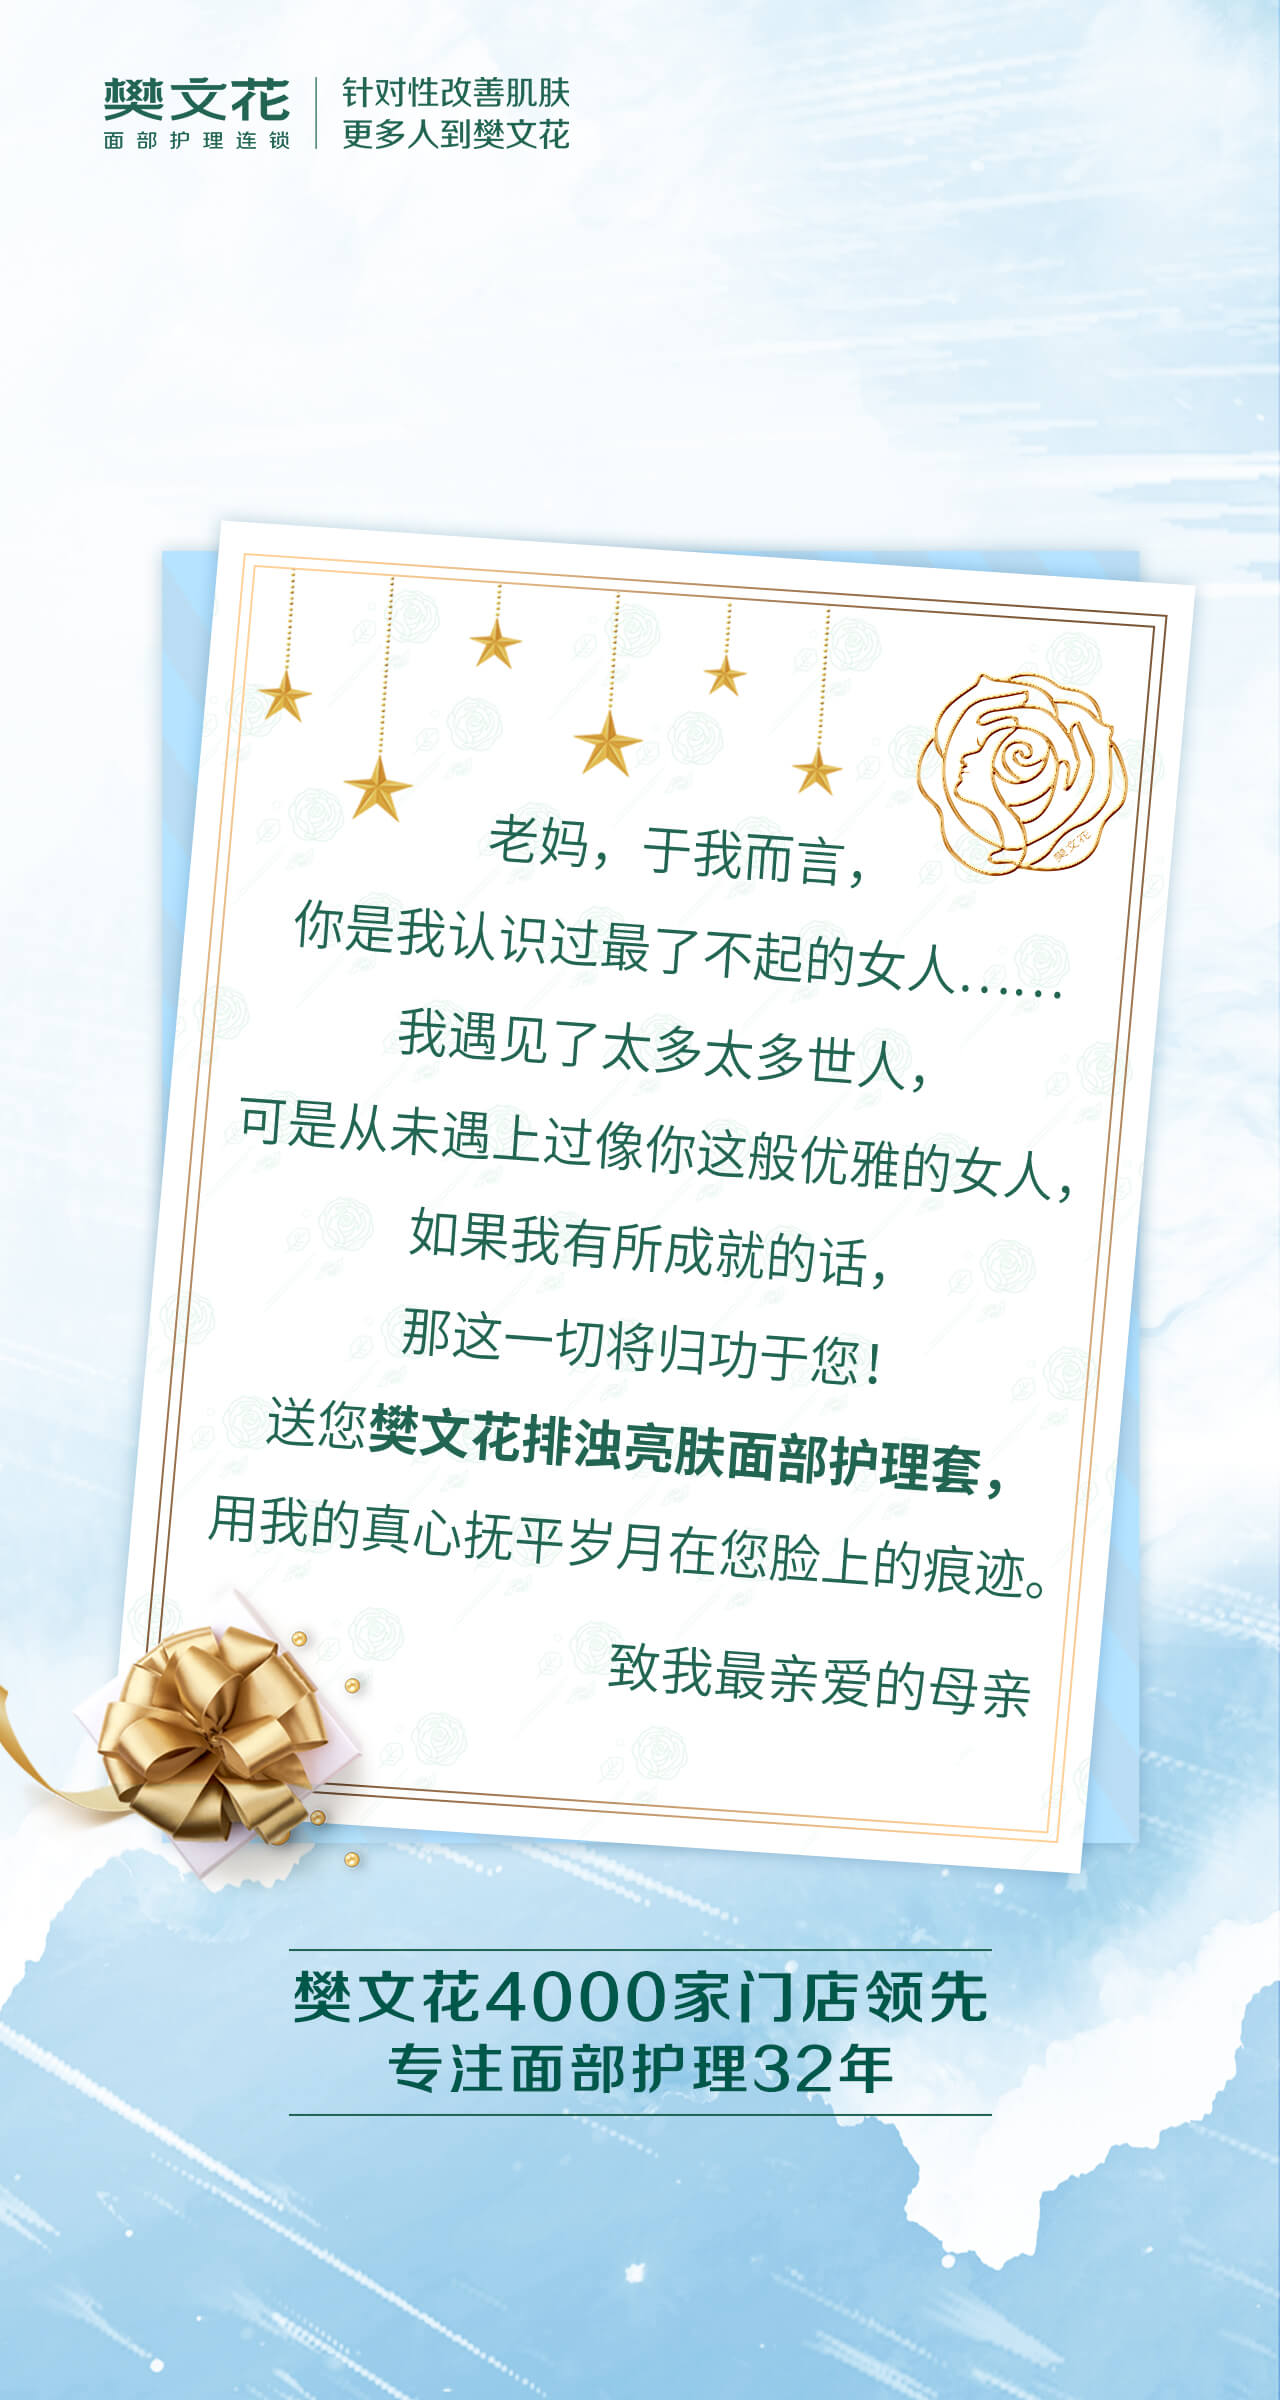 樊文花
面部护理连锁
针对性改善肌肤
更多人到樊文花
樊文花
老妈，于我而言，
你是我认识过最了不起的女人……
我遇见了太多太多世人，
可是从未遇上过像你这般优雅的女人，
如果我有所成就的话，
那这一切将归功于您！
送您樊文花排浊亮肤面部护理套，
用我的真心抚平岁月在您脸上的痕迹。
致我最亲爱的母亲
樊文花4000家门店领先
专注面部护理32年